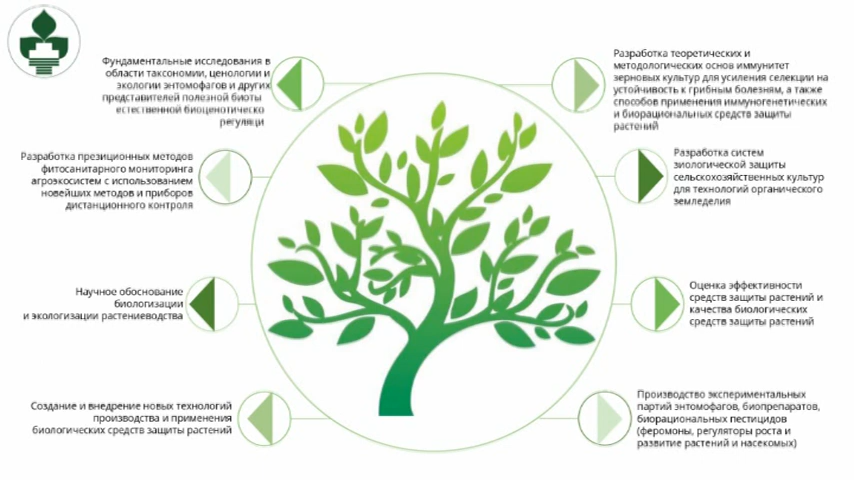 Фундаментальные исследования в
области таксономии, ценологии и
экологии энтомофагов и других
представителей полезной биоты
естественной биоценотическо
регуляци
Разработка презиционных методов
фитосанитарного мониторинга
агроэкосистем с использованием
новейших методов и приборов
дистанционного контроля
Научное обоснование
биологизации
и экологизации растениеводства
Создание и внедрение новых технологий
производства и применения
биологических средств защиты растений
Разработка теоретических и
методологических основ иммунитет
зерновых культур для усиления селекции на
устойчивость к грибным болезням, а также
способов применения иммуногенетических
и биорациональных средств защиты
растений
Разработка систем
зиологической защиты
сельскохозяйственных культур
для технологий органического
земледелия
Оценка эффективности
средств защиты растений и
качества биологических
средств защиты растений
Производство экспериментальных
партий энтомофагов, биопрепаратов,
биорациональных пестицидов
(феромоны, регуляторы роста и
развитие растений и насекомых)